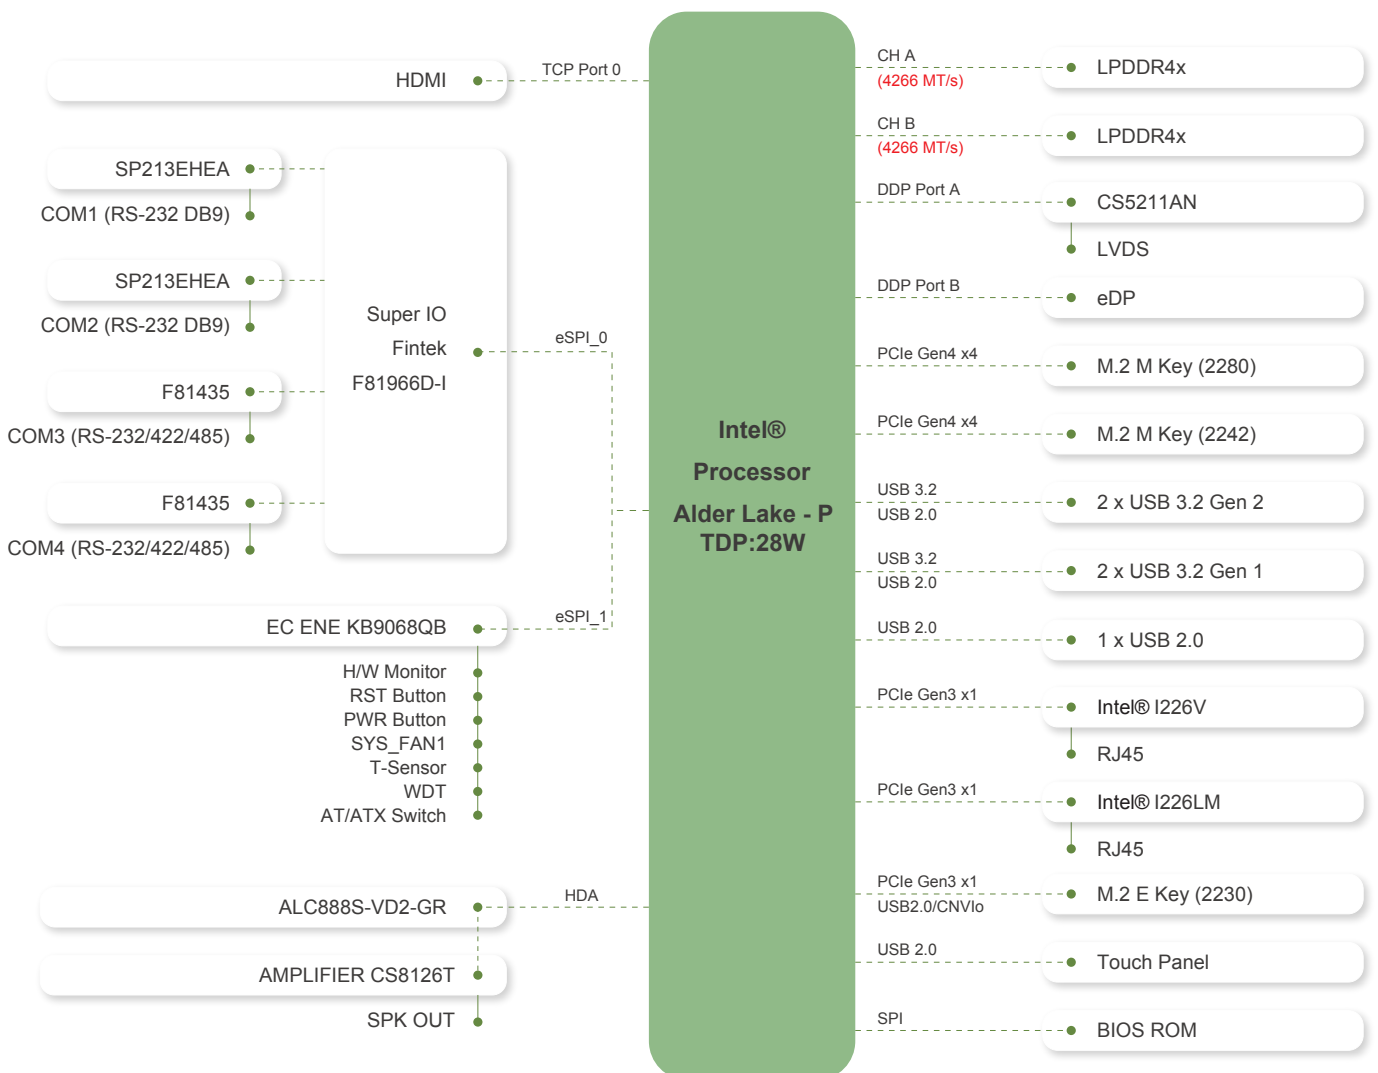 HDMI
TCP Port 0
SP213EHEA
COM1 (RS-232 DB9)
SP213EHEA
COM2 (RS-232 DB9)
F81435
COM3 (RS-232/422/485)
F81435
COM4 (RS-232/422/485)
Super IO
Fintek
F81966D-I
eSPI_0
EC ENE KB9068QB
eSPI_1
H/W Monitor
RST Button
PWR Button
SYS_FAN1
T-Sensor
WDT
AT/ATX Switch
ALC888S-VD2-GR
HDA
AMPLIFIER CS8126T
SPK OUT
Intel®
Processor
Alder Lake - P
TDP:28W
CH A
(4266 MT/s)
LPDDR4x
CH B
(4266 MT/s)
LPDDR4x
DDP Port A
CS5211AN
LVDS
DDP Port B
eDP
PCIe Gen4 x4
M.2 M Key (2280)
PCIe Gen4 x4
M.2 M Key (2242)
USB 3.2
USB 2.0
2 x USB 3.2 Gen 2
USB 3.2
USB 2.0
2 x USB 3.2 Gen 1
USB 2.0
1 x USB 2.0
PCIe Gen3 x1
Intel® I226V
RJ45
PCIe Gen3 x1
Intel® I226LM
RJ45
PCIe Gen3 x1
USB2.0/CNVIo
M.2 E Key (2230)
USB 2.0
Touch Panel
SPI
BIOS ROM